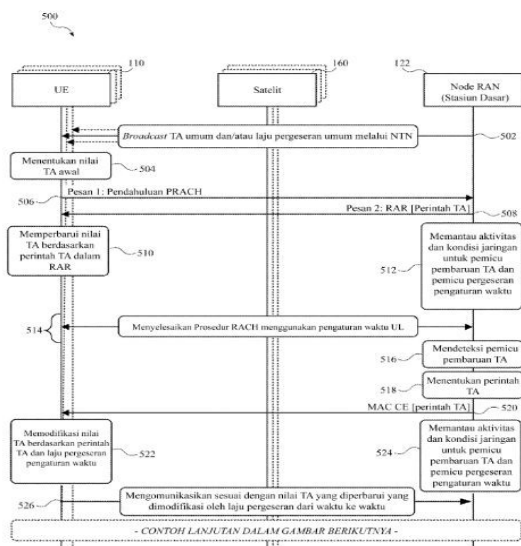 500
110
160
122
UE
Satelit
Node RAN
(Stasiun Dasar)
Broadcast TA umum dan/atau laju pergeseran umum melalui NTN
502
Menentukan nilai
TA awal
504
506
Pesan 1: Pendahuluan PRACH
Pesan 2: RAR [Perintah TA]
508
Memperbarui nilai
TA berdasarkan
perintah TA dalam
RAR
510
512
Memantau aktivitas
dan kondisi jaringan
untuk pemicu
pembaruan TA dan
pemicu pergeseran
pengaturan waktu
514
Menyelesaikan Prosedur RACH menggunakan pengaturan waktu UL
516
Mendeteksi pemicu
pembaruan TA
518
Menentukan perintah
TA
MAC CE [perintah TA]
520
Memodifikasi nilai
TA berdasarkan perintah
TA dan laju pergeseran
pengaturan waktu
522
524
Memantau aktivitas
dan kondisi jaringan
untuk pemicu
pembaruan TA dan
pemicu pergeseran
pengaturan waktu
526
Mengomunikasikan sesuai dengan nilai TA yang diperbarui yang
dimodifikasi oleh laju pergeseran dari waktu ke waktu
- CONTOH LANJUTAN DALAM GAMBAR BERIKUTNYA -